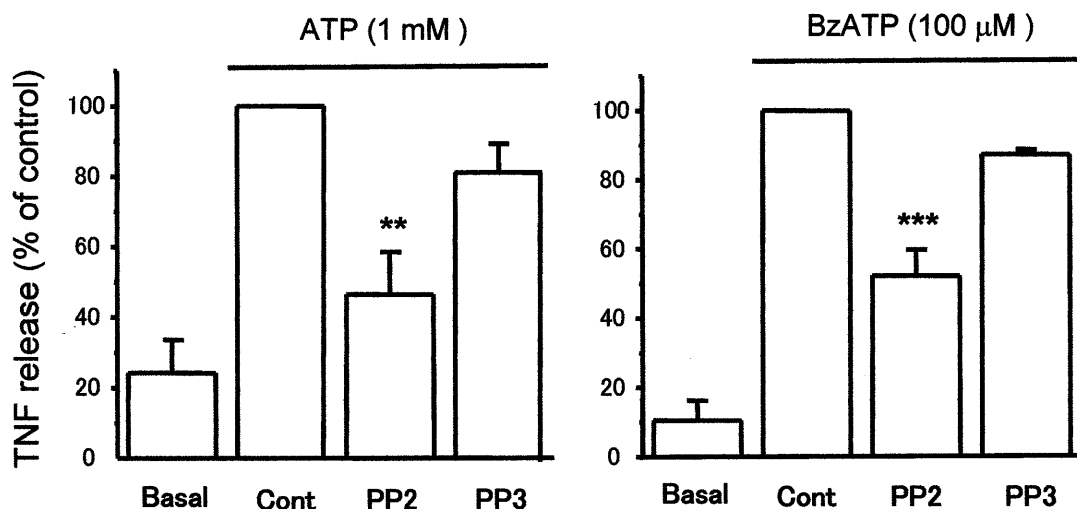 ATP (1 mM )
BzATP (100 µM )
TNF release (% of control)
100
80
60
40
20
0
**
Basal
Cont
PP2
PP3
100
80
60
40
20
0
***
Basal
Cont
PP2
PP3